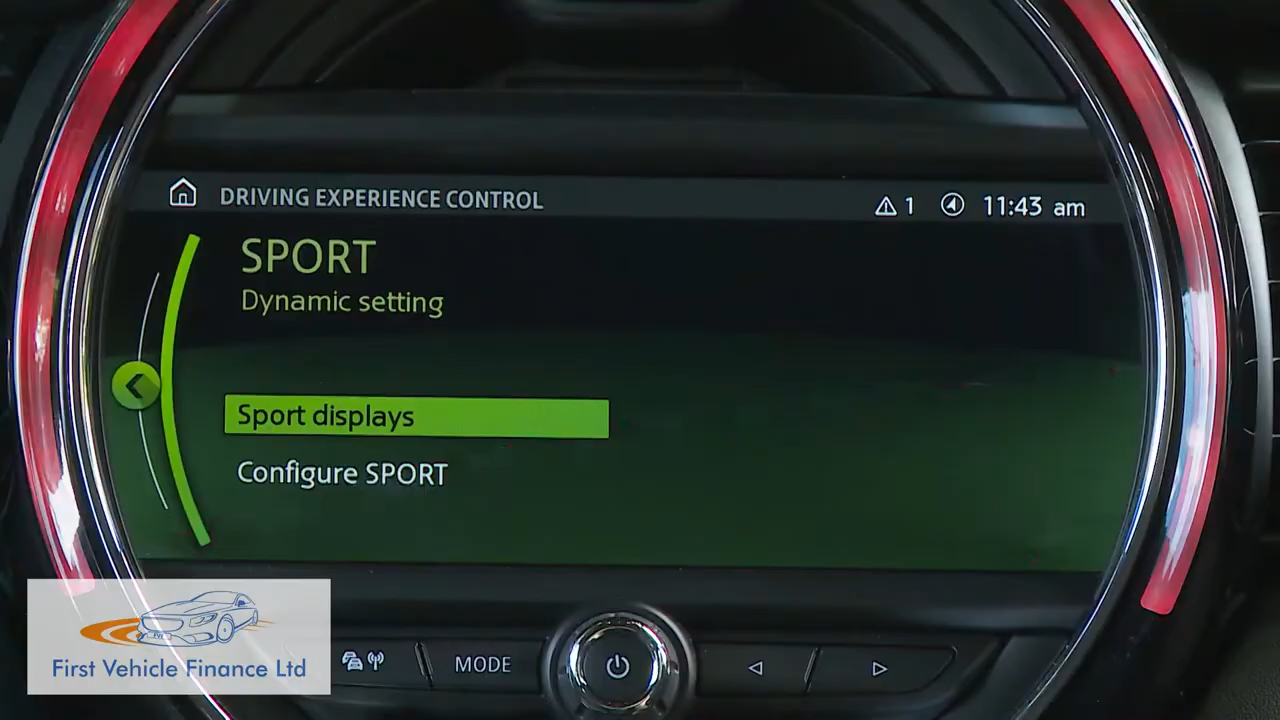 DRIVING EXPERIENCE CONTROL
1
11:43 am
SPORT
Dynamic setting
Sport displays
Configure SPORT
MODE
First Vehicle Finance Ltd